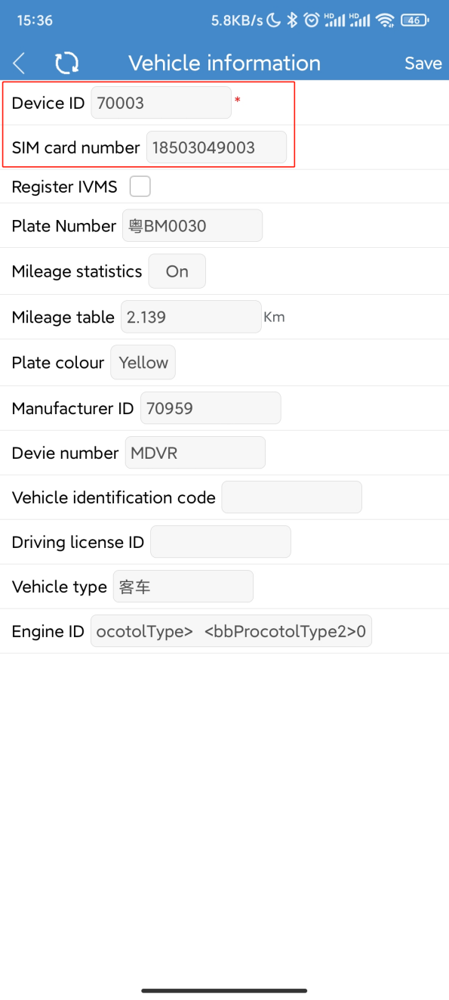 15:36 5.8KB/s HD HD 46
Vehicle information Save
Device ID 70003 *
SIM card number 18503049003
Register IVMS
Plate Number 粤BM0030
Mileage statistics On
Mileage table 2.139 Km
Plate colour Yellow
Manufacturer ID 70959
Devie number MDVR
Vehicle identification code
Driving license ID
Vehicle type 客车
Engine ID ocotolType> <bbProcotolType2>0